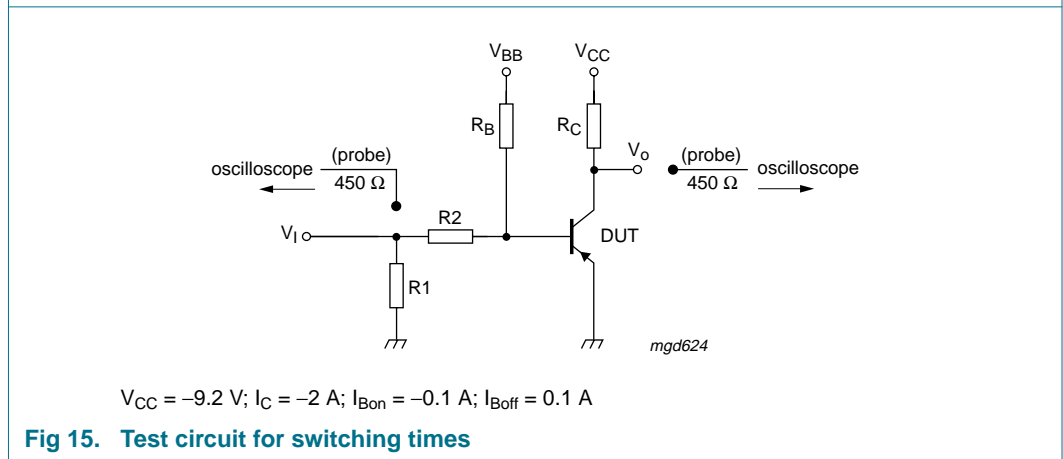 VBB
VCC
RB
RC
Vo
(probe)
oscilloscope
450 Ω
(probe)
oscilloscope
450 Ω
R2
VI
DUT
R1
mgd624
VCC = −9.2 V; IC = −2 A; IBon = −0.1 A; IBoff = 0.1 A
Fig 15. Test circuit for switching times